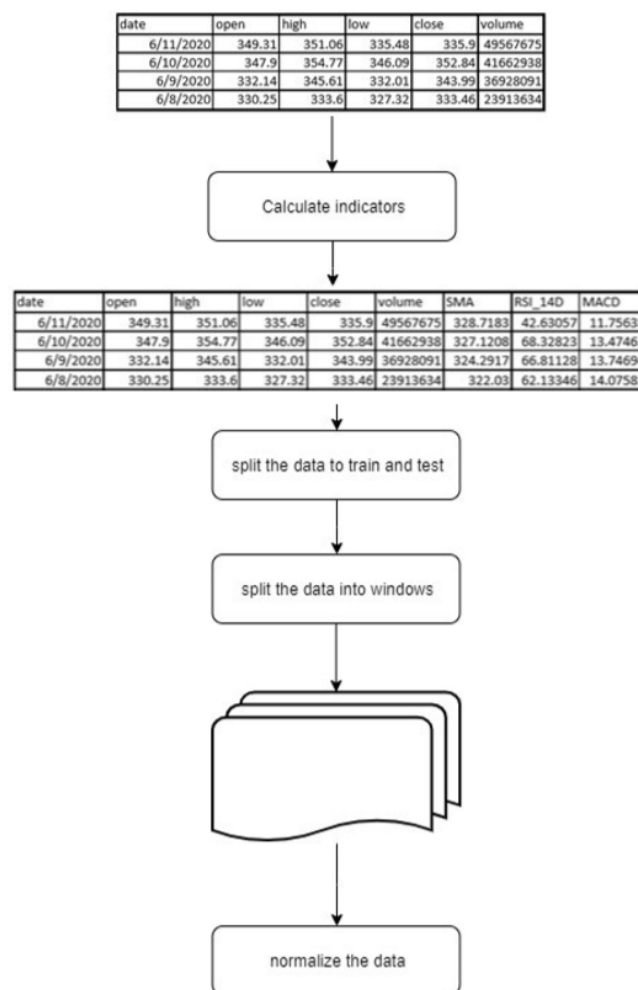 date open high low close volume
6/11/2020 349.31 351.06 335.48 335.9 49567675
6/10/2020 347.9 354.77 346.09 352.84 41662938
6/9/2020 332.14 345.61 332.01 343.99 36928091
6/8/2020 330.25 333.6 327.32 333.46 23913634
Calculate indicators
date open high low close volume SMA RSI_14D MACD
6/11/2020 349.31 351.06 335.48 335.9 49567675 328.7183 42.63057 11.7563
6/10/2020 347.9 354.77 346.09 352.84 41662938 327.1208 68.32823 13.4746
6/9/2020 332.14 345.61 332.01 343.99 36928091 324.2917 66.81128 13.7469
6/8/2020 330.25 333.6 327.32 333.46 23913634 322.03 62.13346 14.0758
split the data to train and test
split the data into windows
normalize the data